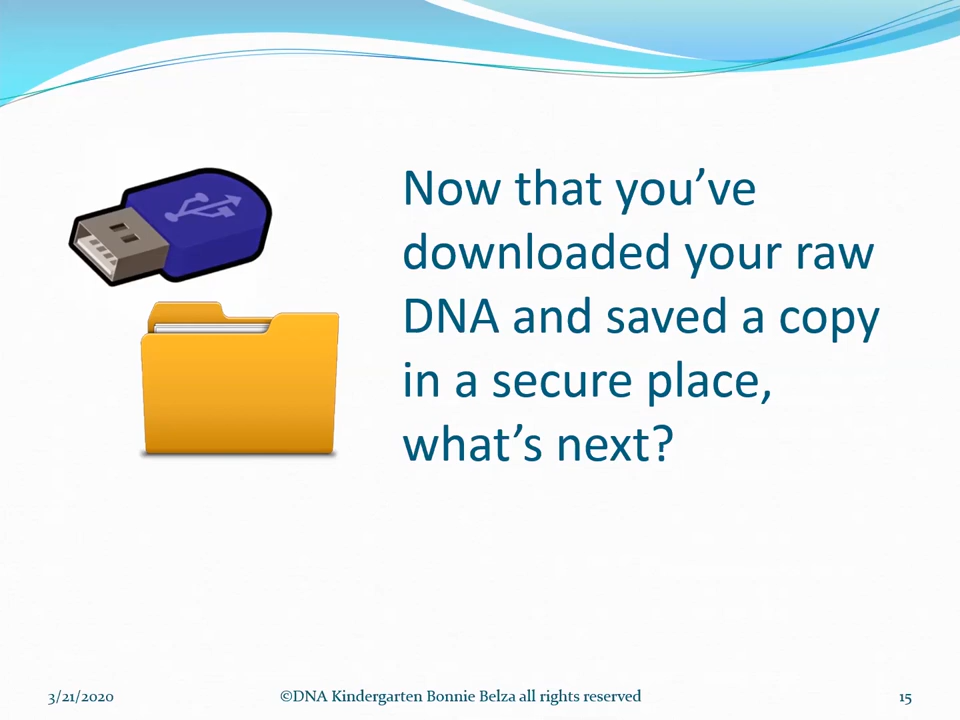 Now that you’ve
downloaded your raw
DNA and saved a copy
in a secure place,
what’s next?
3/21/2020
©DNA Kindergarten Bonnie Belza all rights reserved
15